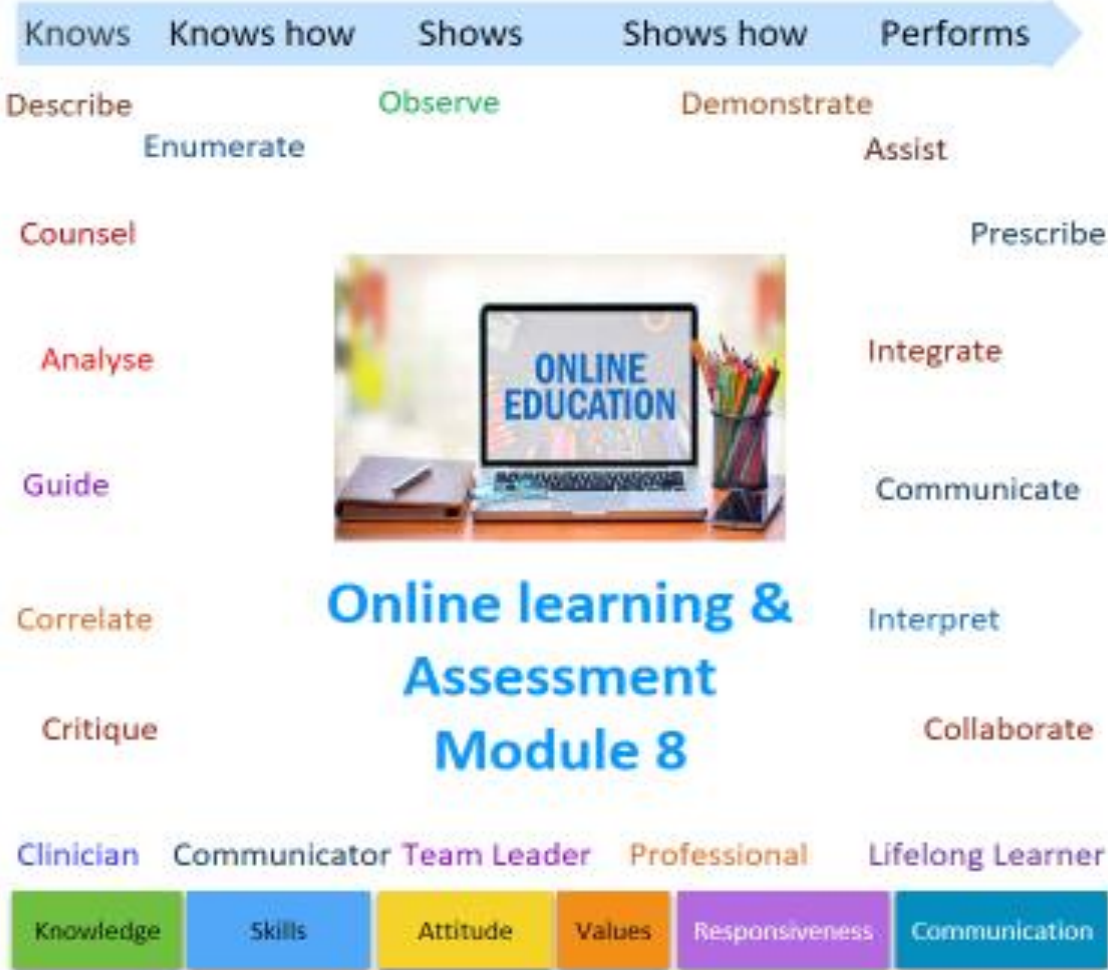 Knows Knows how Shows Shows how Performs
Describe Observe Demonstrate
Enumerate Assist
Counsel Prescribe
Analyse Integrate
ONLINE
EDUCATION
Guide Communicate
Online learning &
Correlate Interpret
Assessment
Critique Collaborate
Module 8
Clinician Communicator Team Leader Professional Lifelong Learner
Knowledge Skills Attitude Values Responsiveness Communication